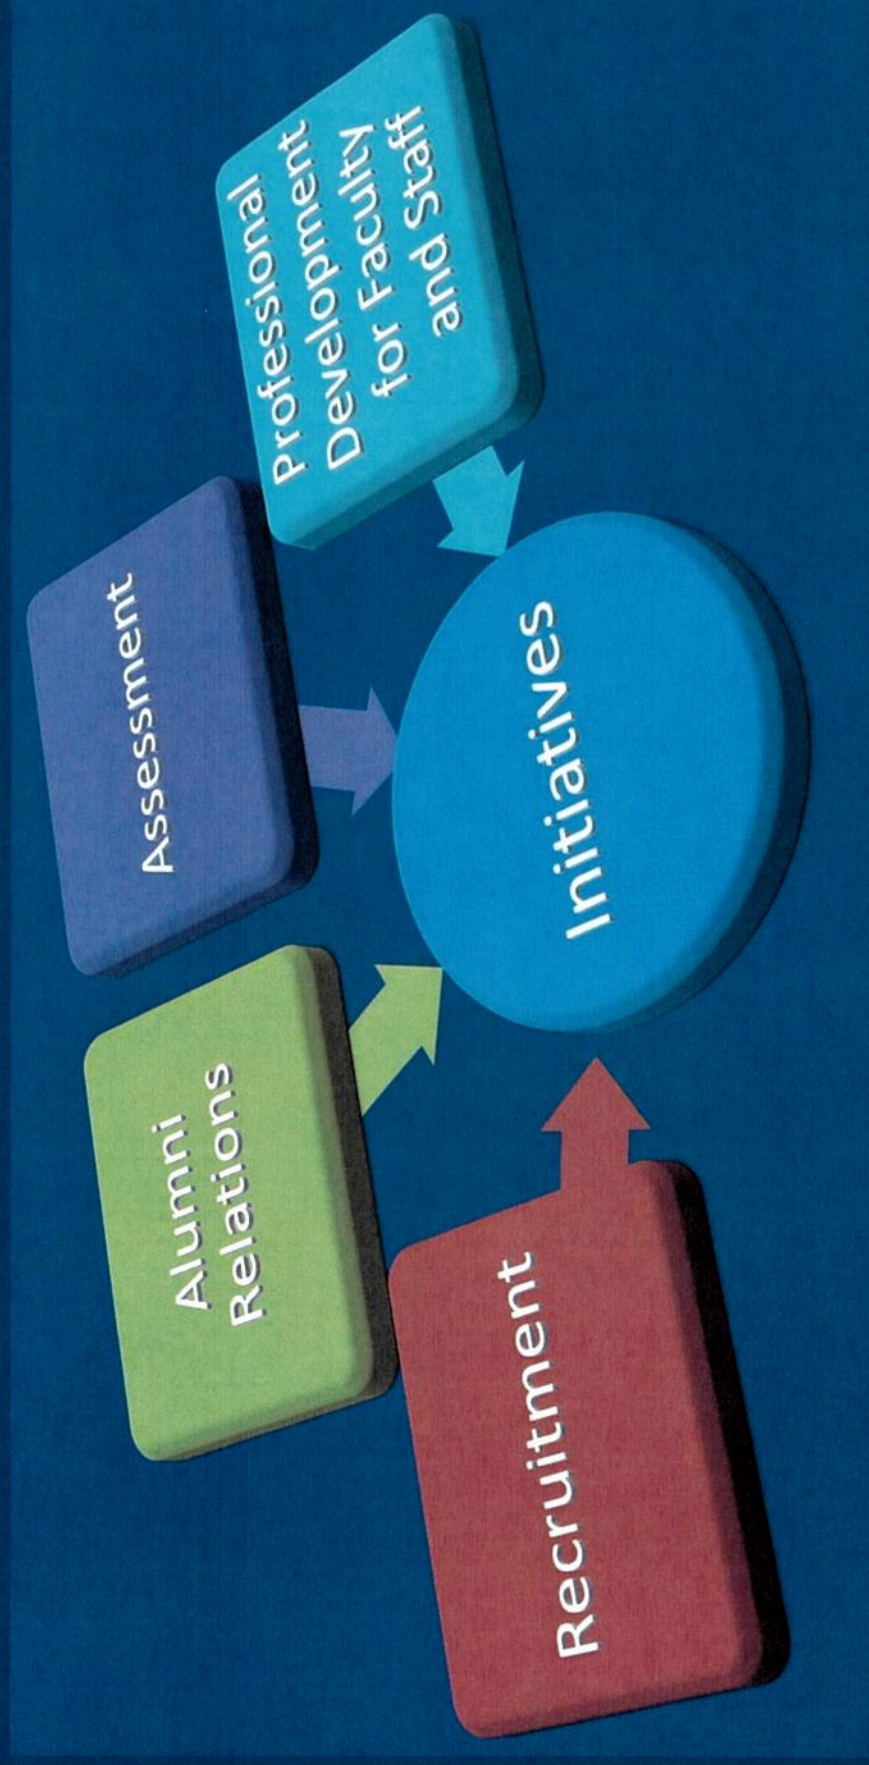 Recruitment
Alumni
Relations
Assessment
Professional
Development
for Faculty
and Staff
Initiatives